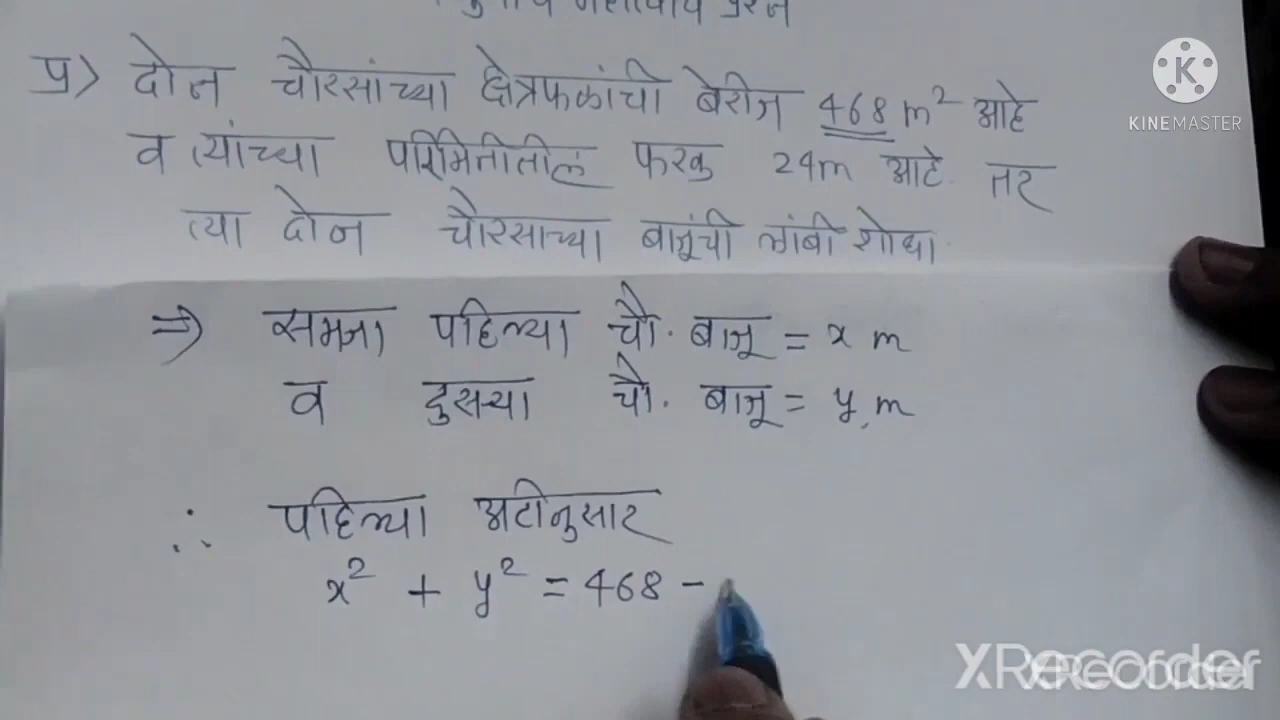 प्रश्न
प्र) दोन चौरसांच्या क्षेत्रफळांची बेरीज 468 m² आहे
व त्यांच्या परिमितीतील फरक 24m आहे. तर
त्या दोन चौरसाच्या बाजूंची लांबी शोधा.
⇒ समजा पहिल्या चौ. बाजू = x m
व दुसऱ्या चौ. बाजू = y m
∴ पहिल्या अटीनुसार
x² + y² = 468 –
K
KINEMASTER
XRecorder